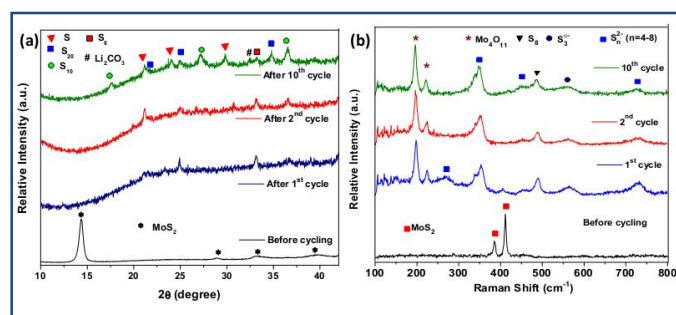 (a)
S
S8
S20
# Li2CO3
S10
#
After 10th cycle
After 2nd cycle
After 1st cycle
* MoS2
Before cycling
* * * *
Relative Intensity (a.u.)
10 15 20 25 30 35 40
2θ (degree)
(b)
* Mo4O11 S8 S3○− Sn2- (n=4-8)
* *
10th cycle
2nd cycle
1st cycle
MoS2
Before cycling
Relative Intensity (a.u.)
100 200 300 400 500 600 700 800
Raman Shift (cm-1)